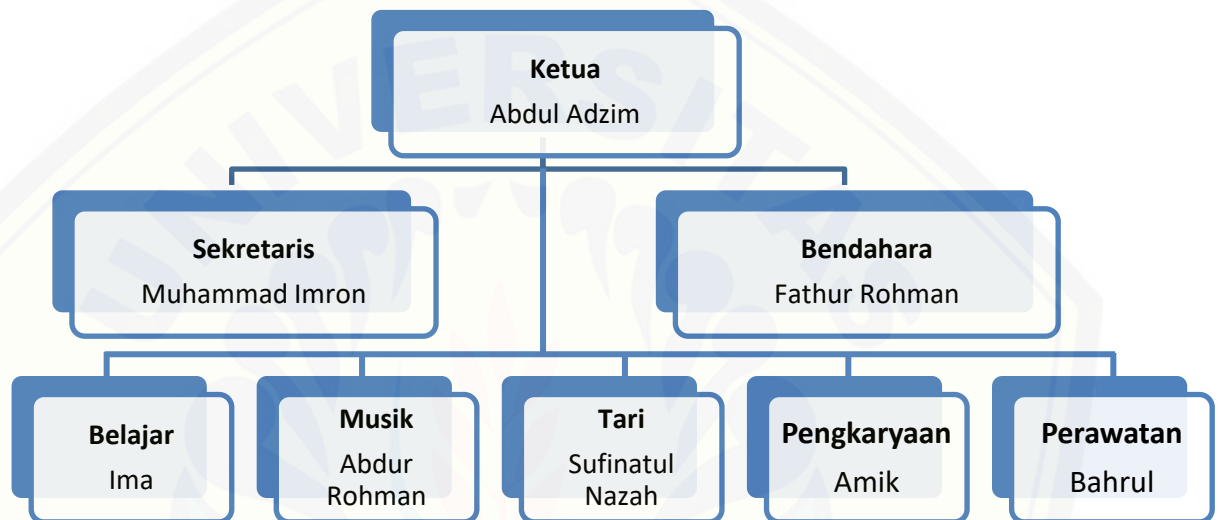 Ketua
Abdul Adzim
Sekretaris
Muhammad Imron
Bendahara
Fathur Rohman
Belajar
Ima
Musik
Abdur
Rohman
Tari
Sufinatul
Nazah
Pengkaryaan
Amik
Perawatan
Bahrul
UNIVERSITAS